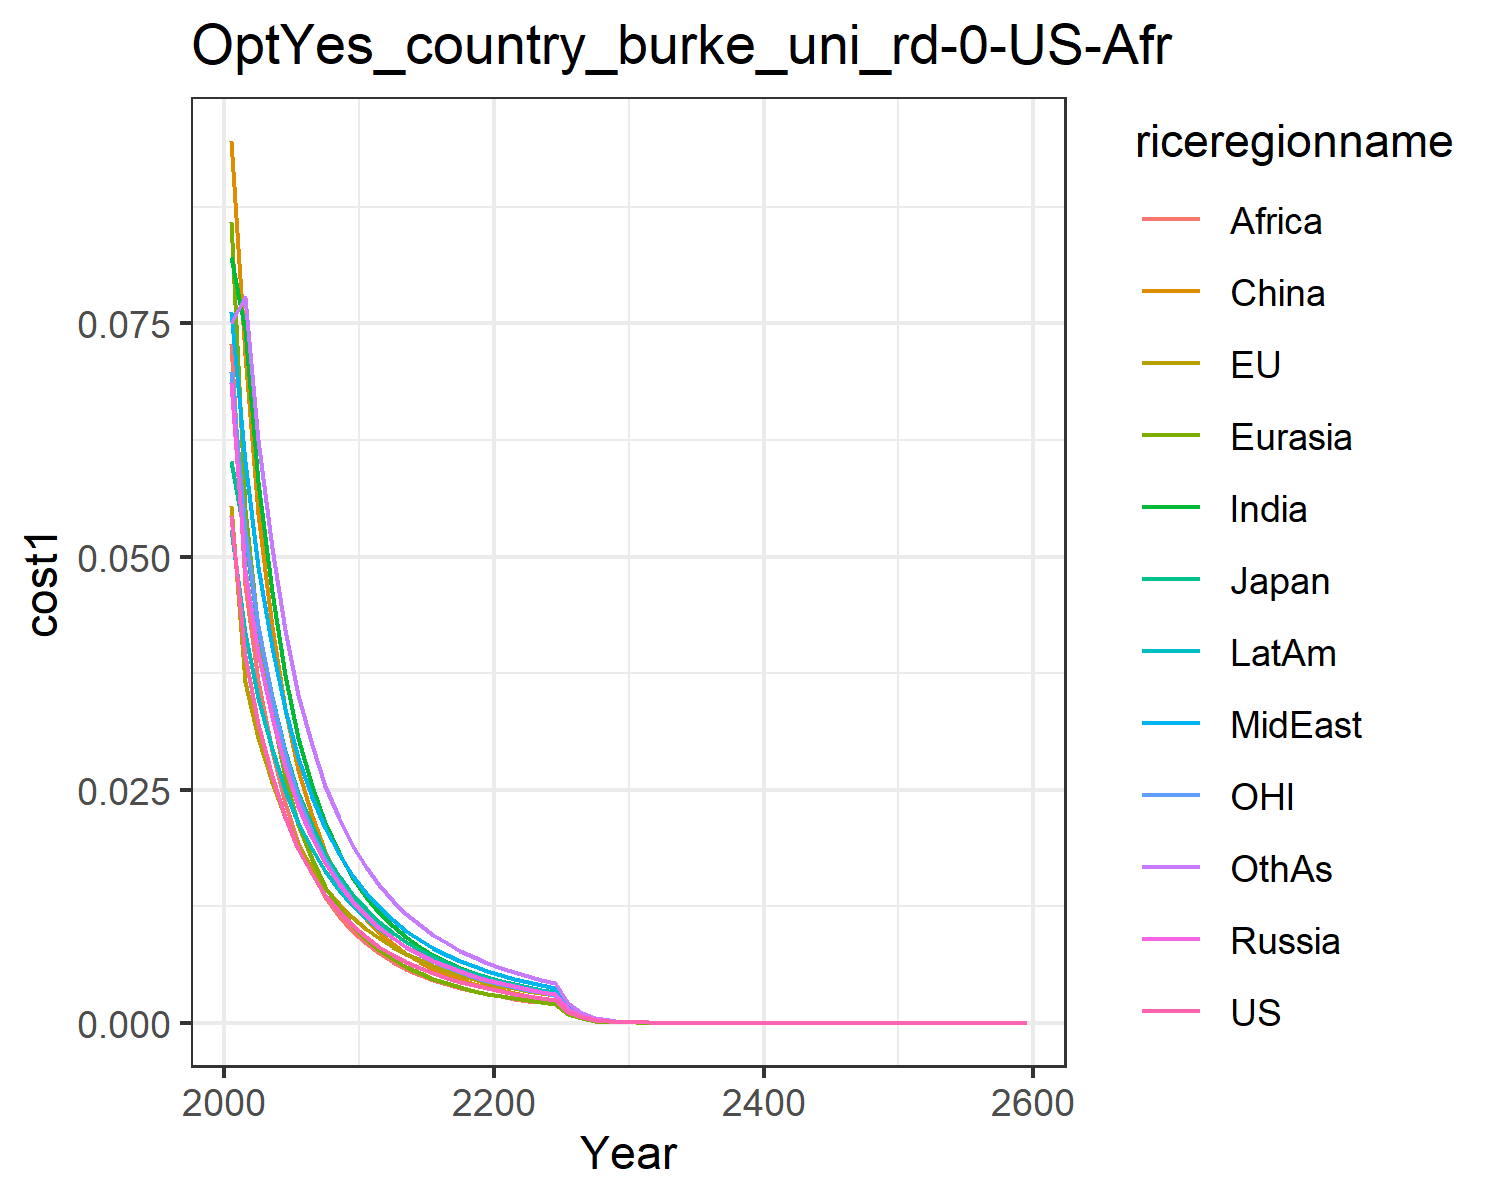 OptYes_country_burke_uni_rd-0-US-Afr
riceregionname
Africa
China
EU
Eurasia
India
Japan
LatAm
MidEast
OHI
OthAs
Russia
US
cost1
0.075
0.050
0.025
0.000
2000 2200 2400 2600
Year